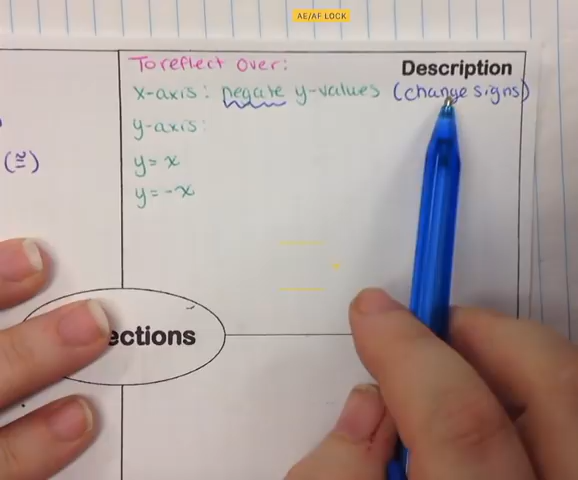 AE/AF LOCK
To reflect over:
Description
x-axis: negate y-values (change signs)
y-axis:
(≅)
y = x
y = -x
ections